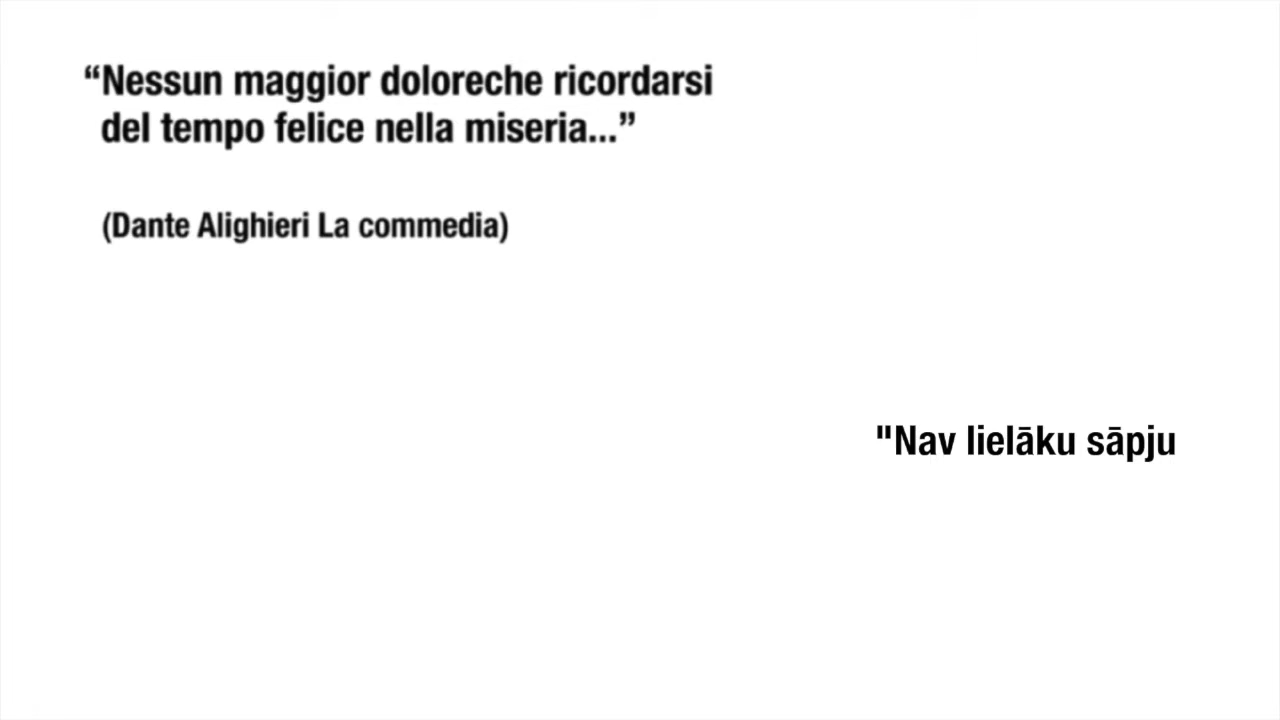 “Nessun maggior doloreche ricordarsi
del tempo felice nella miseria...”
(Dante Alighieri La commedia)
"Nav lielāku sāpju